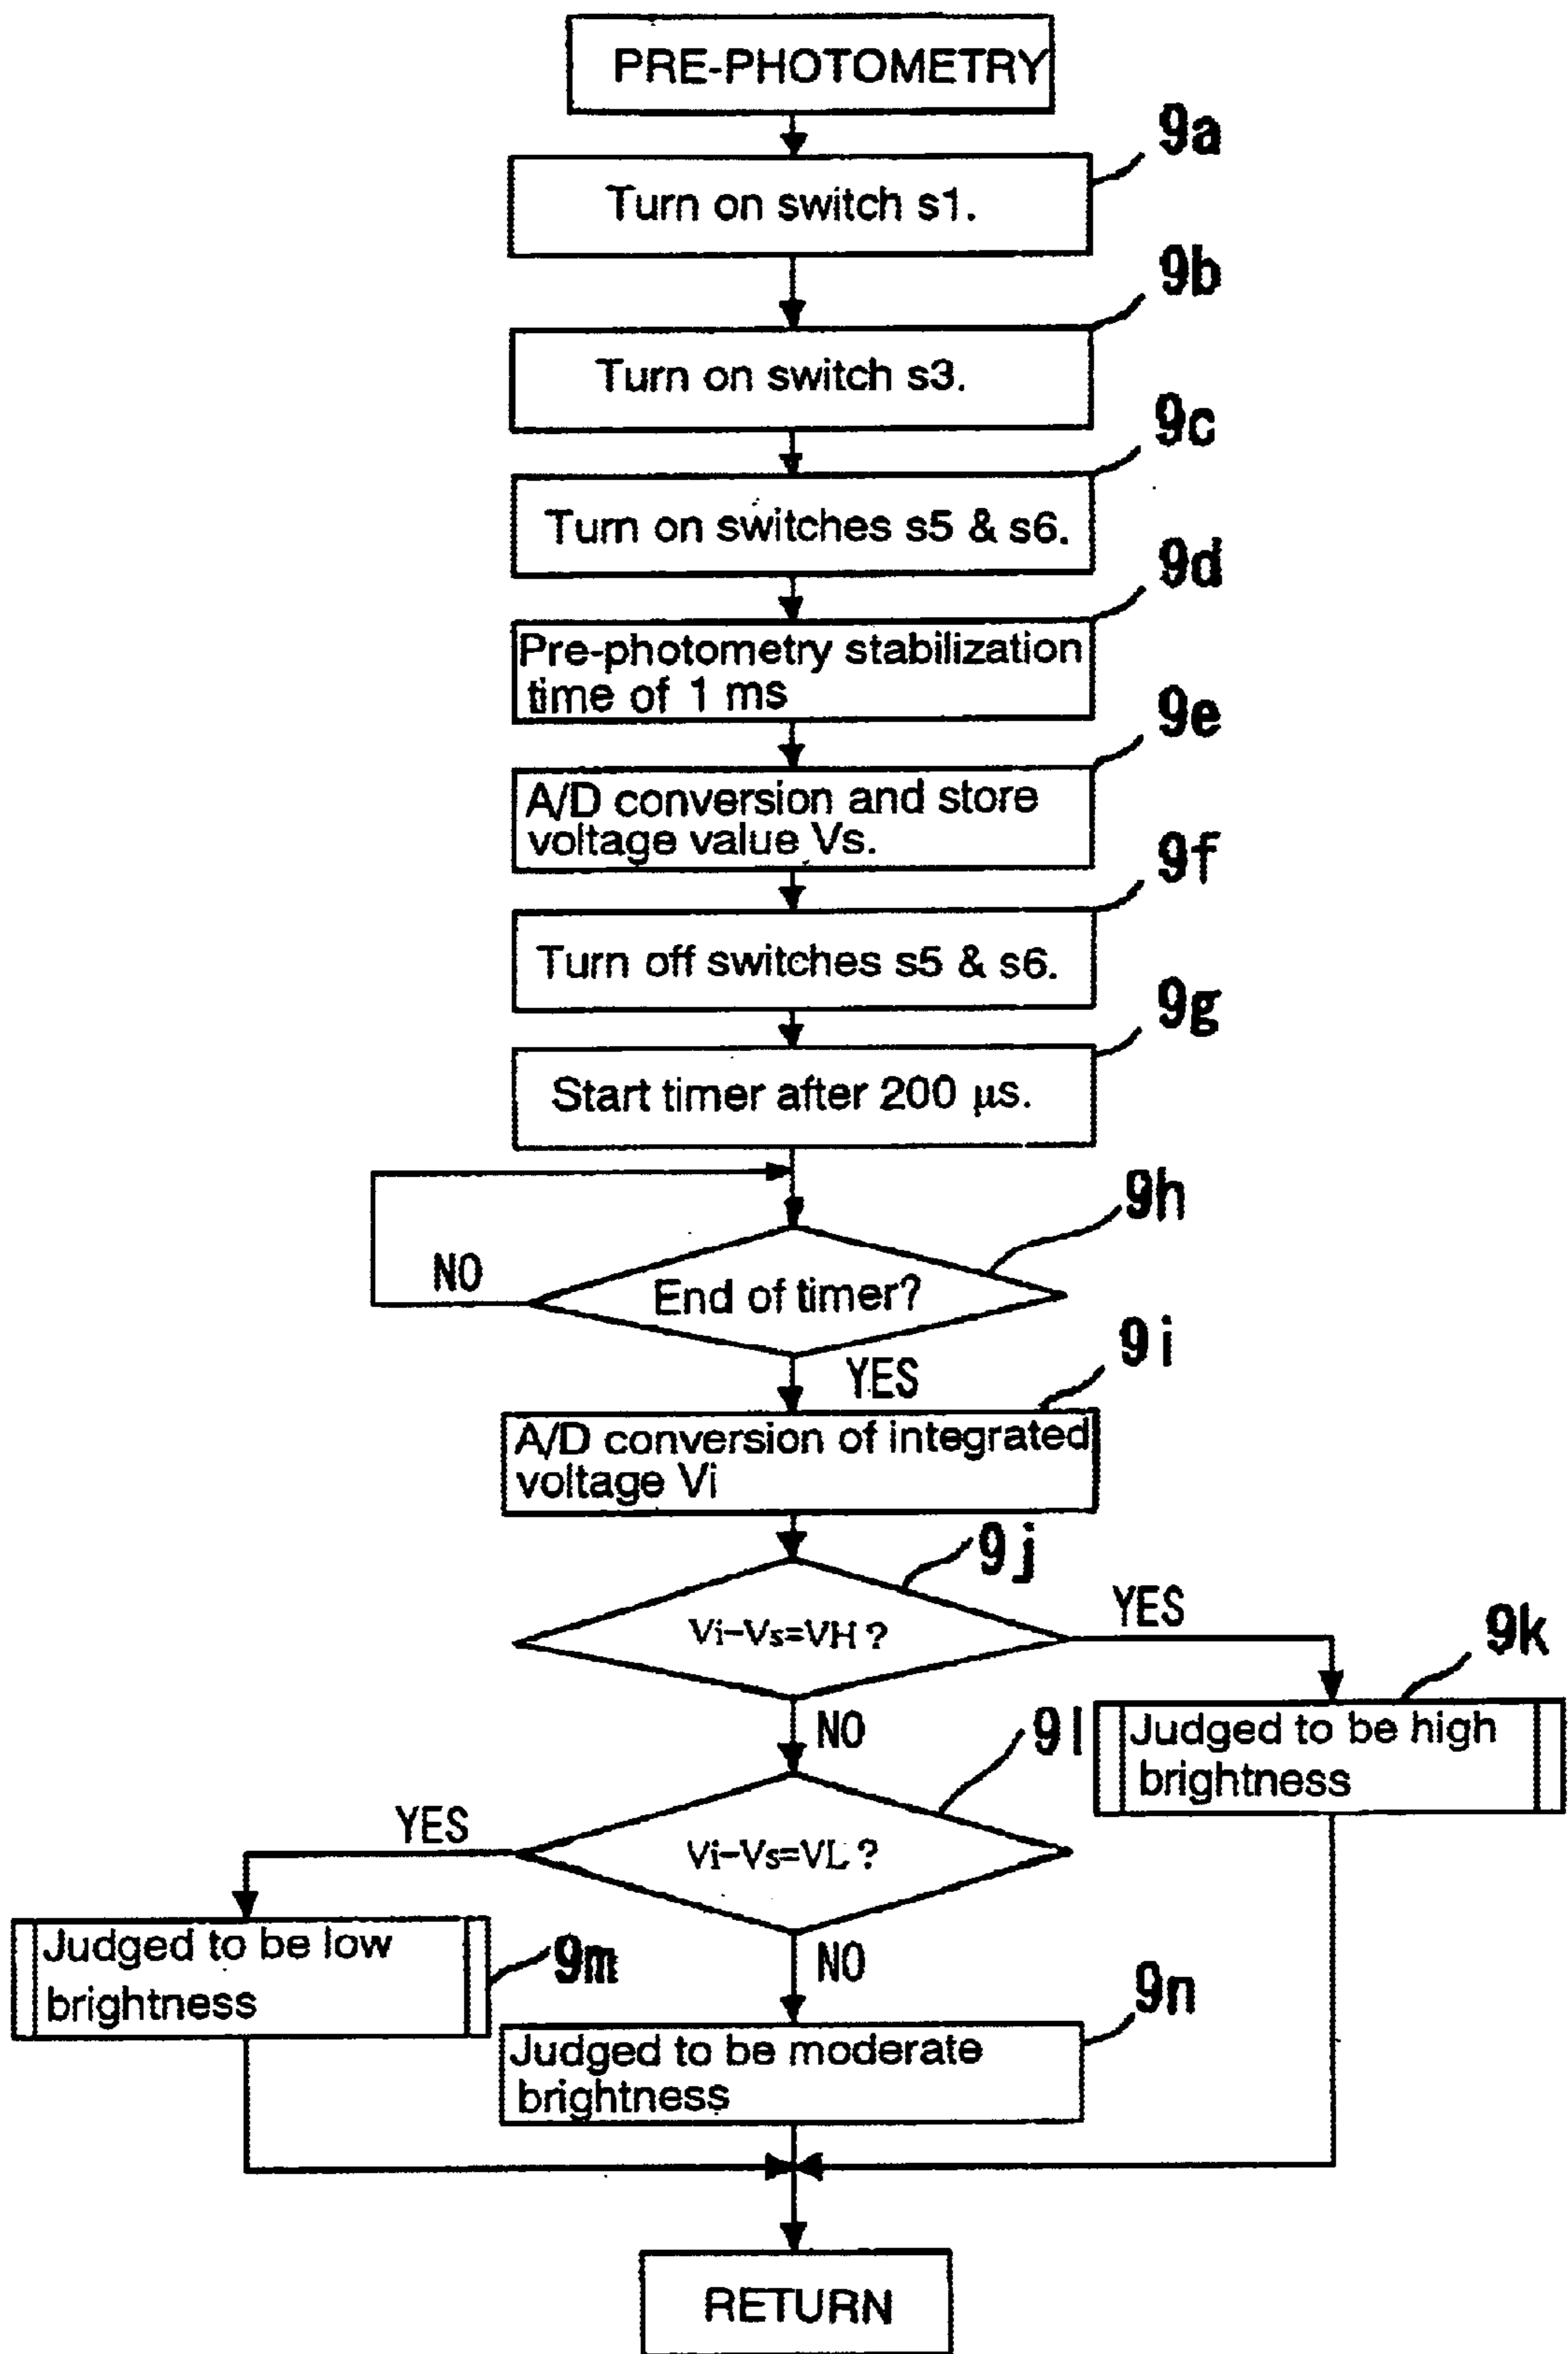 PRE-PHOTOMETRY
9a
Turn on switch s1.
9b
Turn on switch s3.
9c
Turn on switches s5 & s6.
9d
Pre-photometry stabilization
time of 1 ms
9e
A/D conversion and store
voltage value Vs.
9f
Turn off switches s5 & s6.
9g
Start timer after 200 μs.
9h
NO
End of timer?
YES
9i
A/D conversion of integrated
voltage Vi
9j
Vi-Vs=VH?
YES
9k
NO
Judged to be high
brightness
9l
YES
Vi-Vs=VL?
Judged to be low
brightness
9m
NO
9n
Judged to be moderate
brightness
RETURN